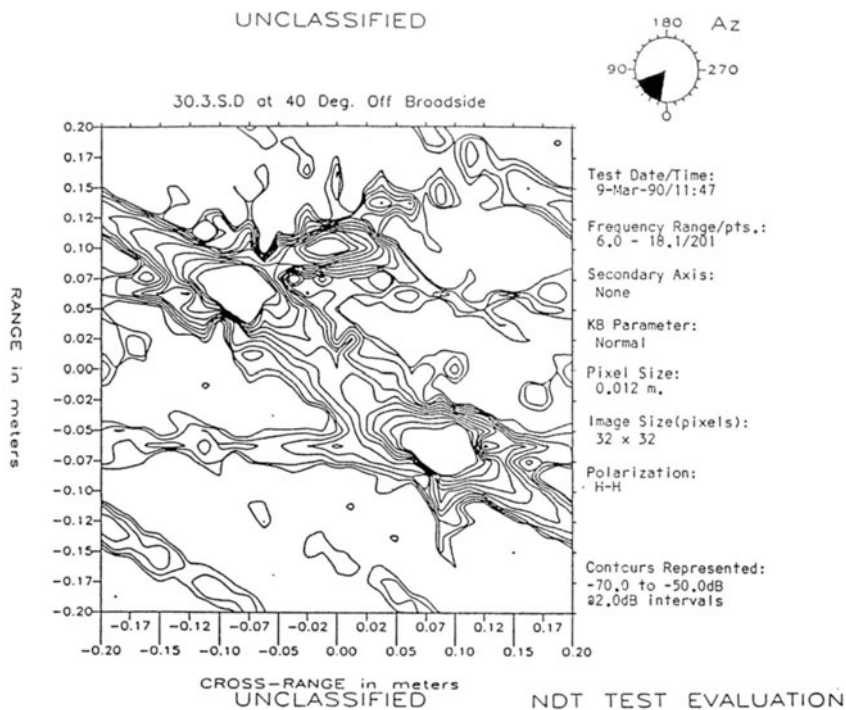 UNCLASSIFIED
180
Az
90
270
0
30.3.S.D at 40 Deg. Off Broadside
0.20
0.17
0.15
0.12
0.10
0.07
0.05
0.02
0.00
-0.02
-0.05
-0.07
-0.10
-0.12
-0.15
-0.17
-0.20
RANGE in meters
Test Date/Time:
9-Mar-90/11:47
Frequency Range/pts.:
6.0 - 18.1/201
Secondary Axis:
None
KB Parameter:
Normal
Pixel Size:
0.012 m.
Image Size(pixels):
32 x 32
Polarization:
H-H
Contours Represented:
-70.0 to -50.0dB
@2.0dB intervals
-0.17 -0.12 -0.07 -0.02 0.02 0.07 0.12 0.17
-0.20 -0.15 -0.10 -0.05 0.00 0.05 0.10 0.15 0.20
CROSS-RANGE in meters
UNCLASSIFIED NDT TEST EVALUATION